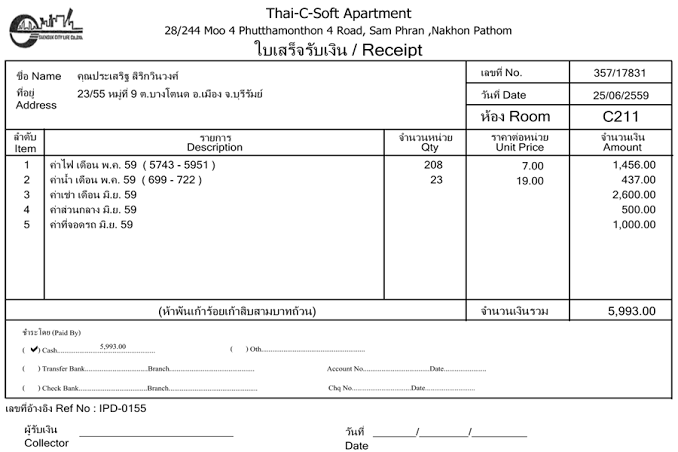 Thai-C-Soft Apartment
28/244 Moo 4 Phutthamonthon 4 Road, Sam Phran ,Nakhon Pathom
ใบเสร็จรับเงิน / Receipt
ชื่อ Name คุณประเสริฐ สิริกวินวงศ์ เลขที่ No. 357/17831
ที่อยู่ 23/55 หมู่ที่ 9 ต.บางโตนด อ.เมือง จ.บุรีรัมย์ วันที่ Date 25/06/2559
Address
ห้อง Room C211
ลำดับ รายการ จำนวนหน่วย ราคาต่อหน่วย จำนวนเงิน
Item Description Qty Unit Price Amount
1 ค่าไฟ เดือน พ.ค. 59 ( 5743 - 5951 ) 208 7.00 1,456.00
2 ค่าน้ำ เดือน พ.ค. 59 ( 699 - 722 ) 23 19.00 437.00
3 ค่าเช่า เดือน มิ.ย. 59 2,600.00
4 ค่าส่วนกลาง มิ.ย. 59 500.00
5 ค่าที่จอดรถ มิ.ย. 59 1,000.00
(ห้าพันเก้าร้อยเก้าสิบสามบาทถ้วน) จำนวนเงินรวม 5,993.00
ชำระโดย (Paid By)
( ✔ ) Cash.....5,993.00..... ( ) Oth..........
( ) Transfer Bank..........Branch.......... Account No..........Date..........
( ) Check Bank..........Branch.......... Chq No..........Date..........
เลขที่อ้างอิง Ref No : IPD-0155
ผู้รับเงิน วันที่ ______/______/______
Collector ____________ Date